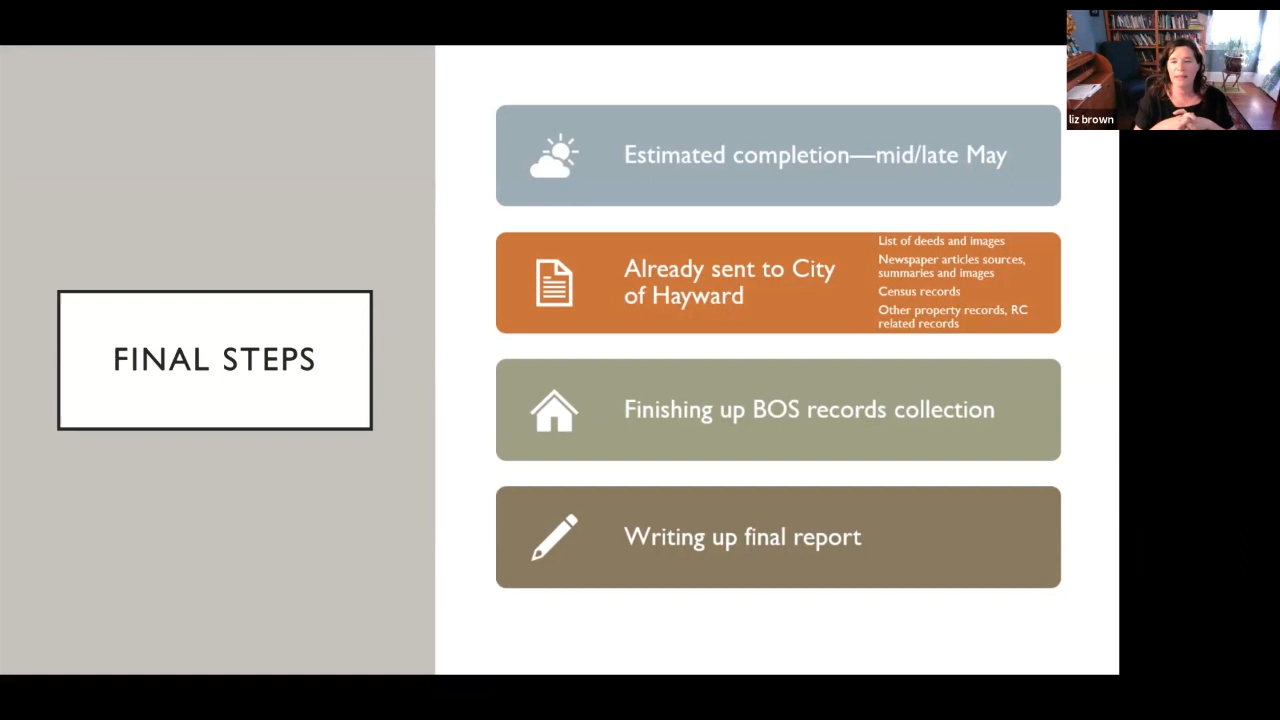 FINAL STEPS
Estimated completion—mid/late May
Already sent to City
of Hayward
List of deeds and images
Newspaper articles sources,
summaries and images
Census records
Other property records, RC
related records
Finishing up BOS records collection
Writing up final report
liz brown